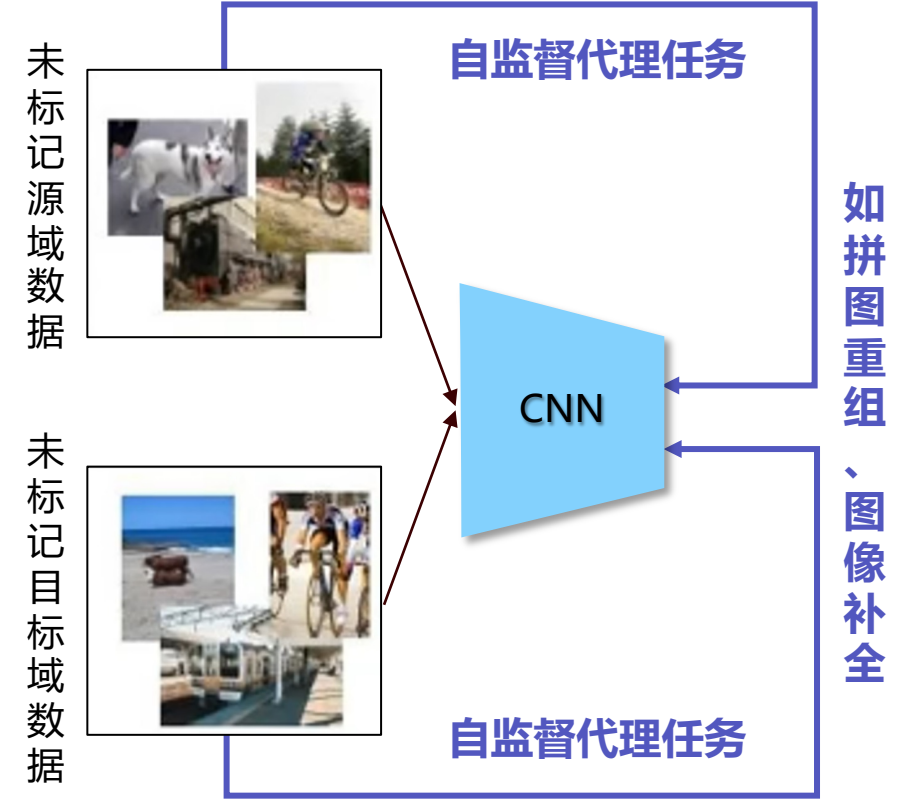 自监督代理任务
未标记源域数据
如拼图重组、图像补全
CNN
未标记目标域数据
自监督代理任务